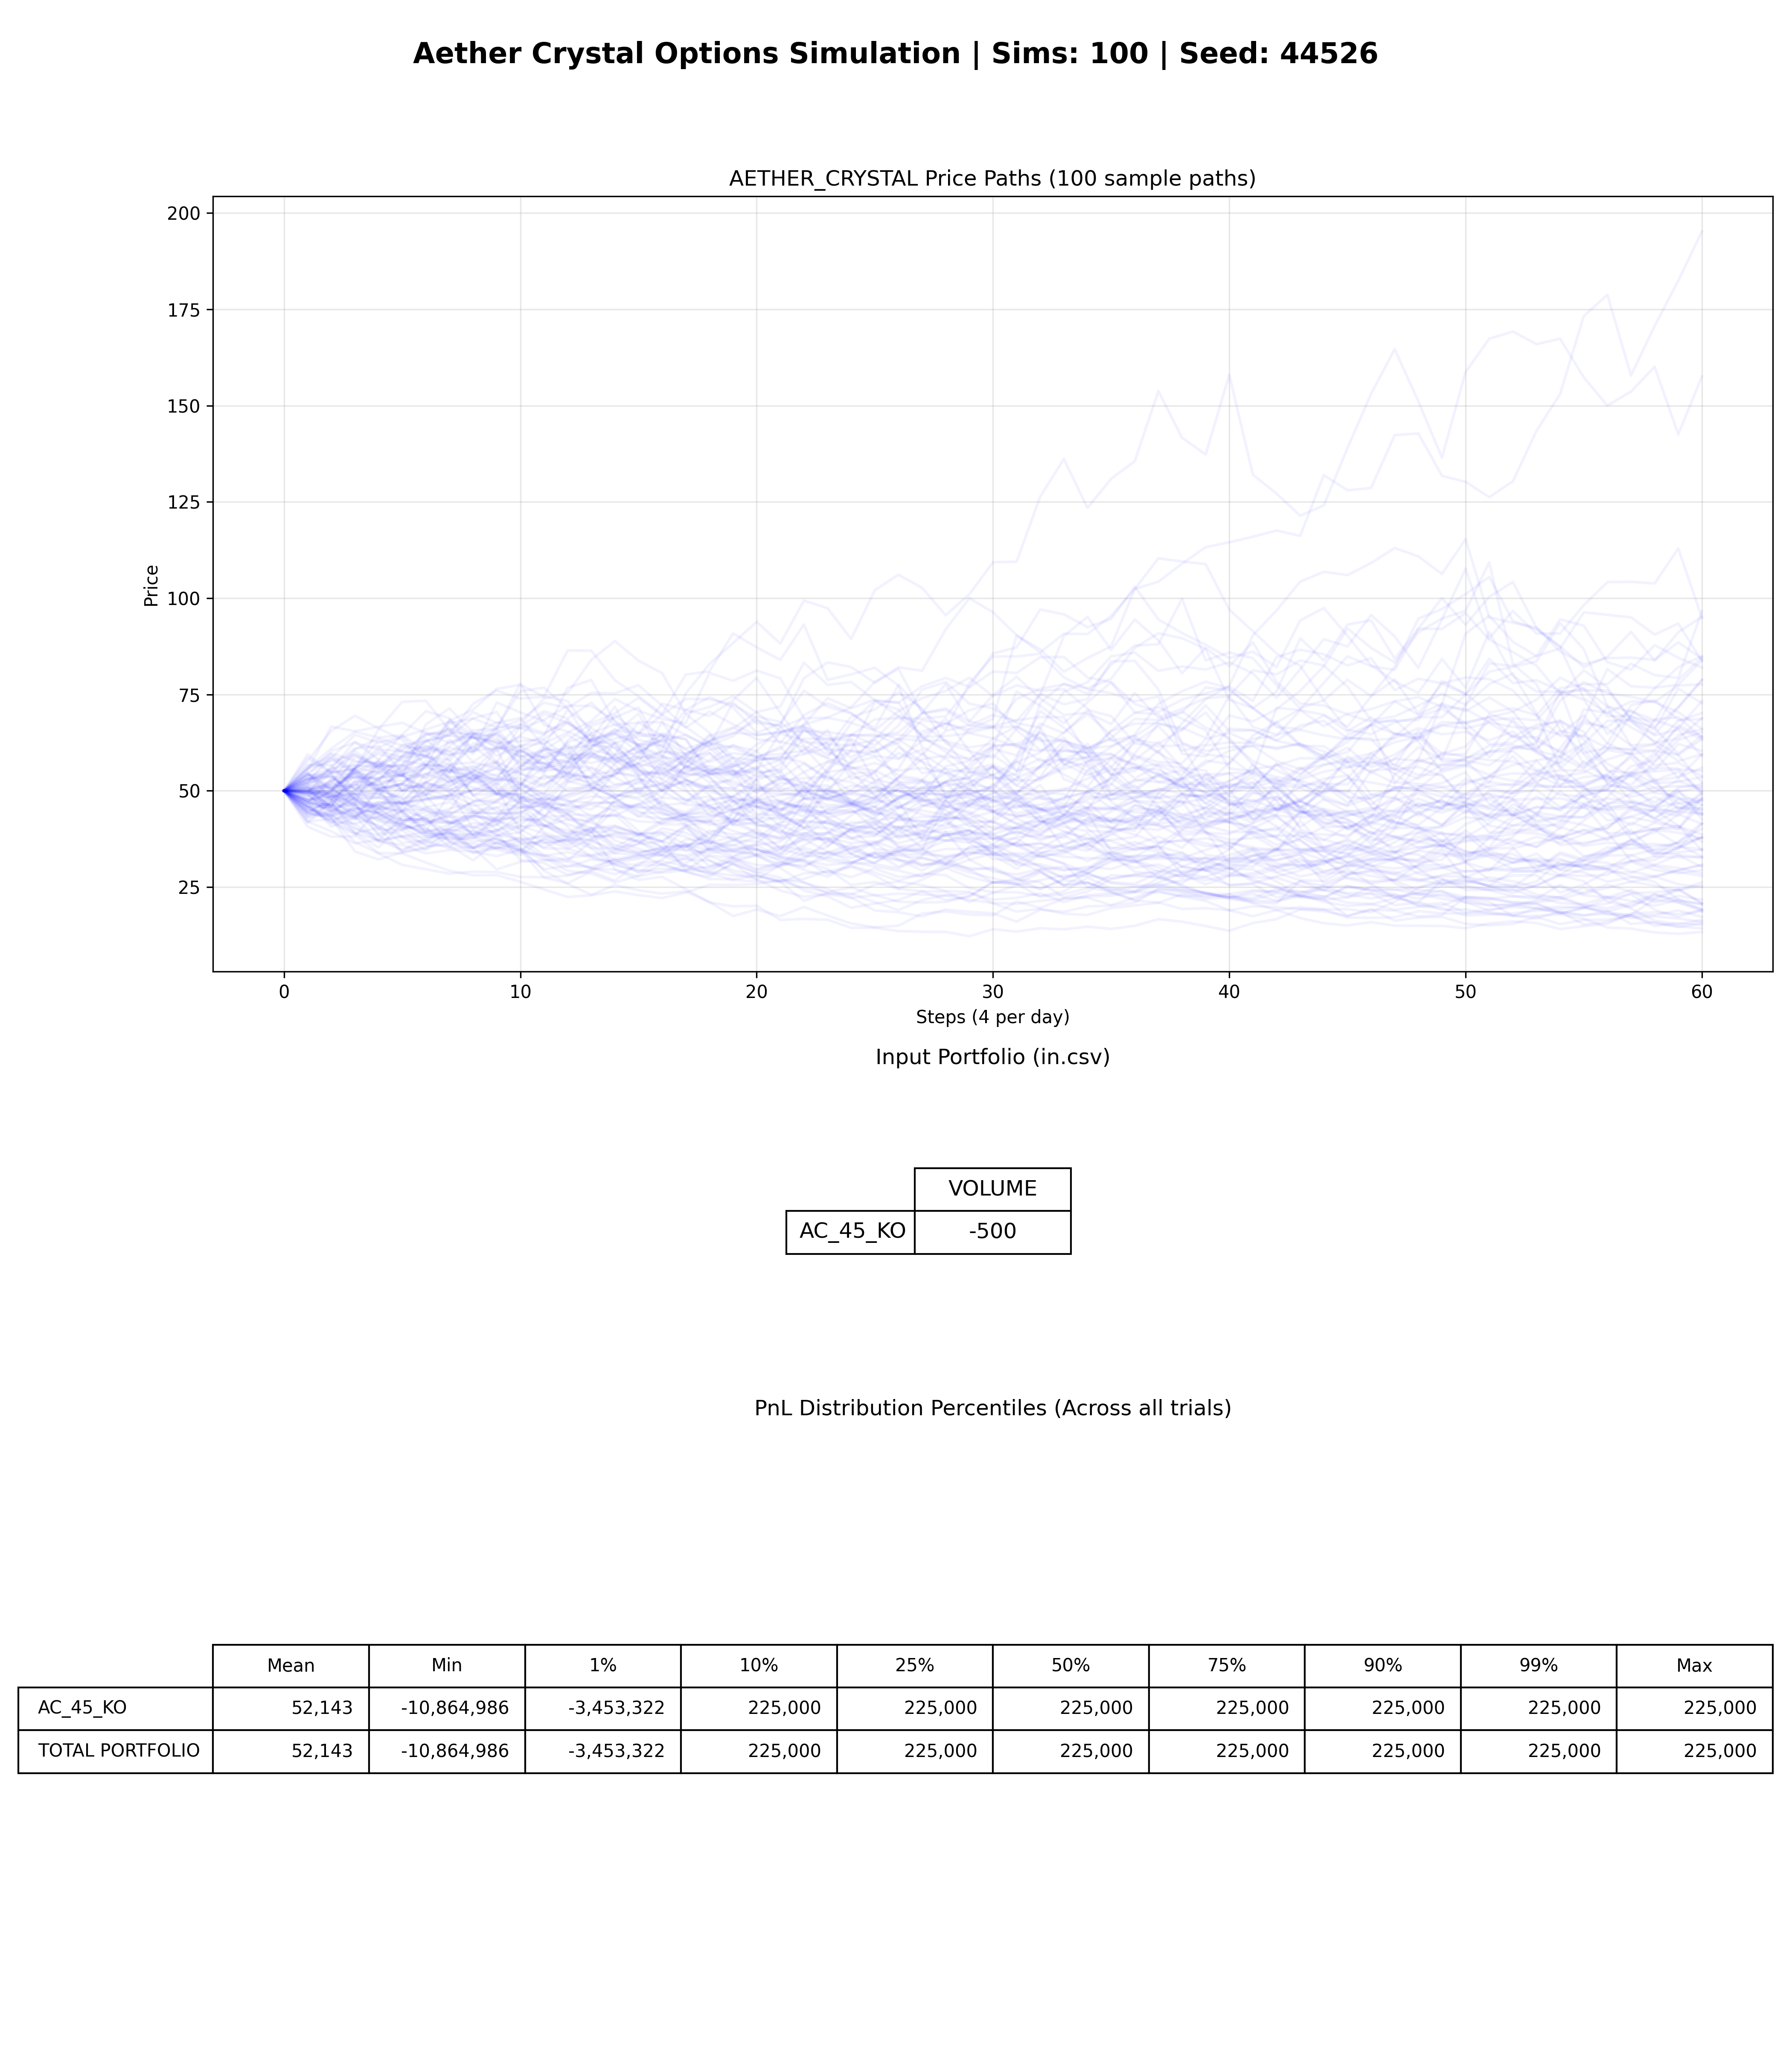 Aether Crystal Options Simulation | Sims: 100 | Seed: 44526
AETHER_CRYSTAL Price Paths (100 sample paths)
200
175
150
125
100
75
50
25
Price
0 10 20 30 40 50 60
Steps (4 per day)
Input Portfolio (in.csv)
VOLUME
AC_45_KO -500
PnL Distribution Percentiles (Across all trials)
Mean Min 1% 10% 25% 50% 75% 90% 99% Max
AC_45_KO 52,143 -10,864,986 -3,453,322 225,000 225,000 225,000 225,000 225,000 225,000 225,000
TOTAL PORTFOLIO 52,143 -10,864,986 -3,453,322 225,000 225,000 225,000 225,000 225,000 225,000 225,000